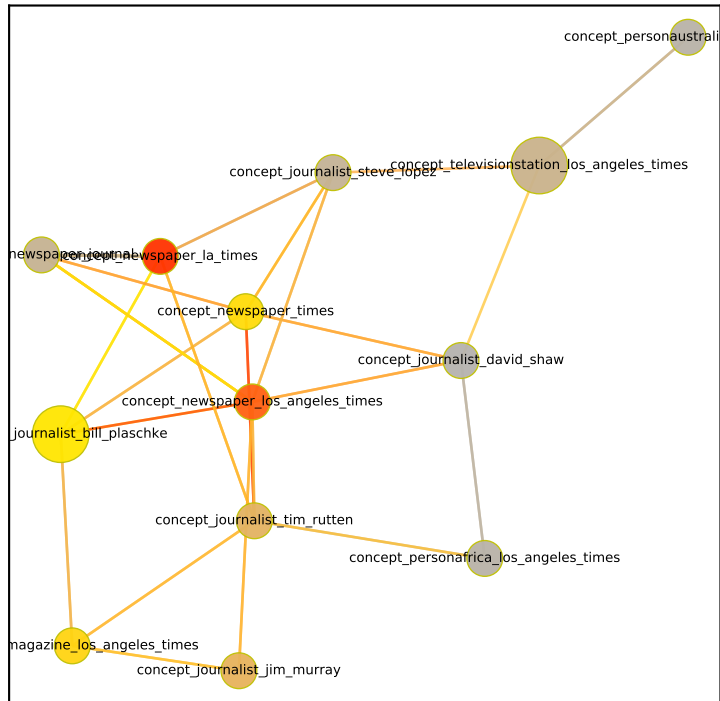 concept_personaustrali
concept_televisionstation_los_angeles_times
concept_journalist_steve_lopez
newspaper_journal
concept_newspaper_la_times
concept_newspaper_times
concept_journalist_david_shaw
concept_newspaper_los_angeles_times
_journalist_bill_plaschke
concept_journalist_tim_rutten
concept_personafrica_los_angeles_times
magazine_los_angeles_times
concept_journalist_jim_murray